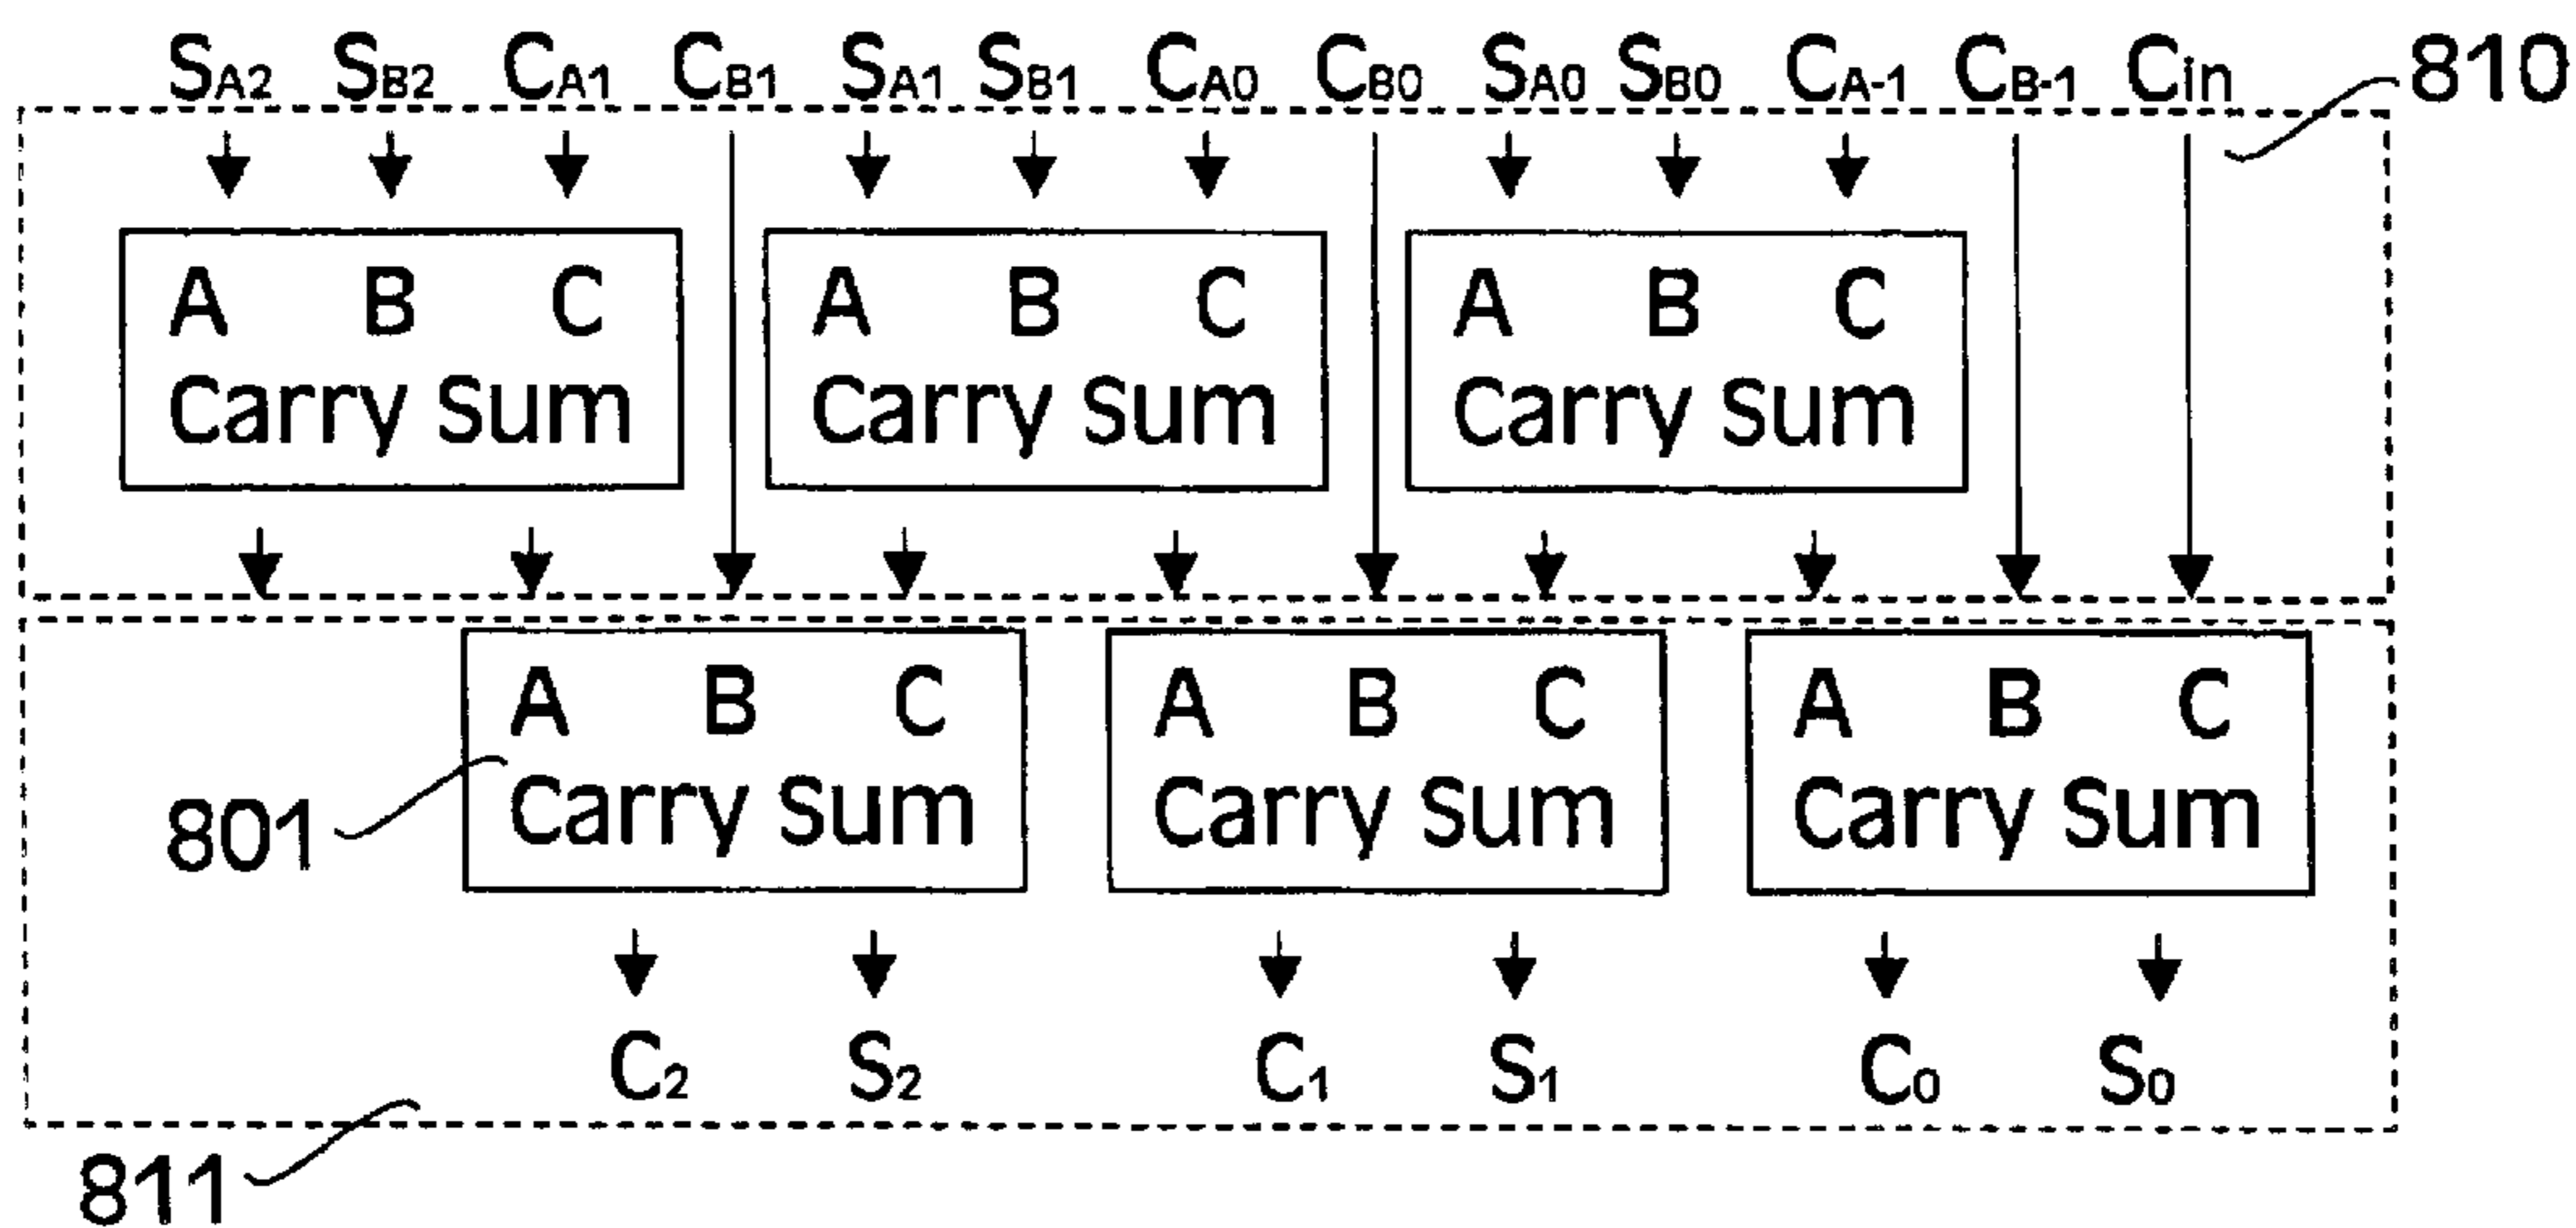 SA2 SB2 CA1 CB1 SA1 SB1 CA0 CB0 SA0 SB0 CA-1 CB-1 Cin 810
A B C A B C A B C
Carry Sum Carry Sum Carry Sum
A B C A B C A B C
801 Carry Sum Carry Sum Carry Sum
C2 S2 C1 S1 C0 S0
811